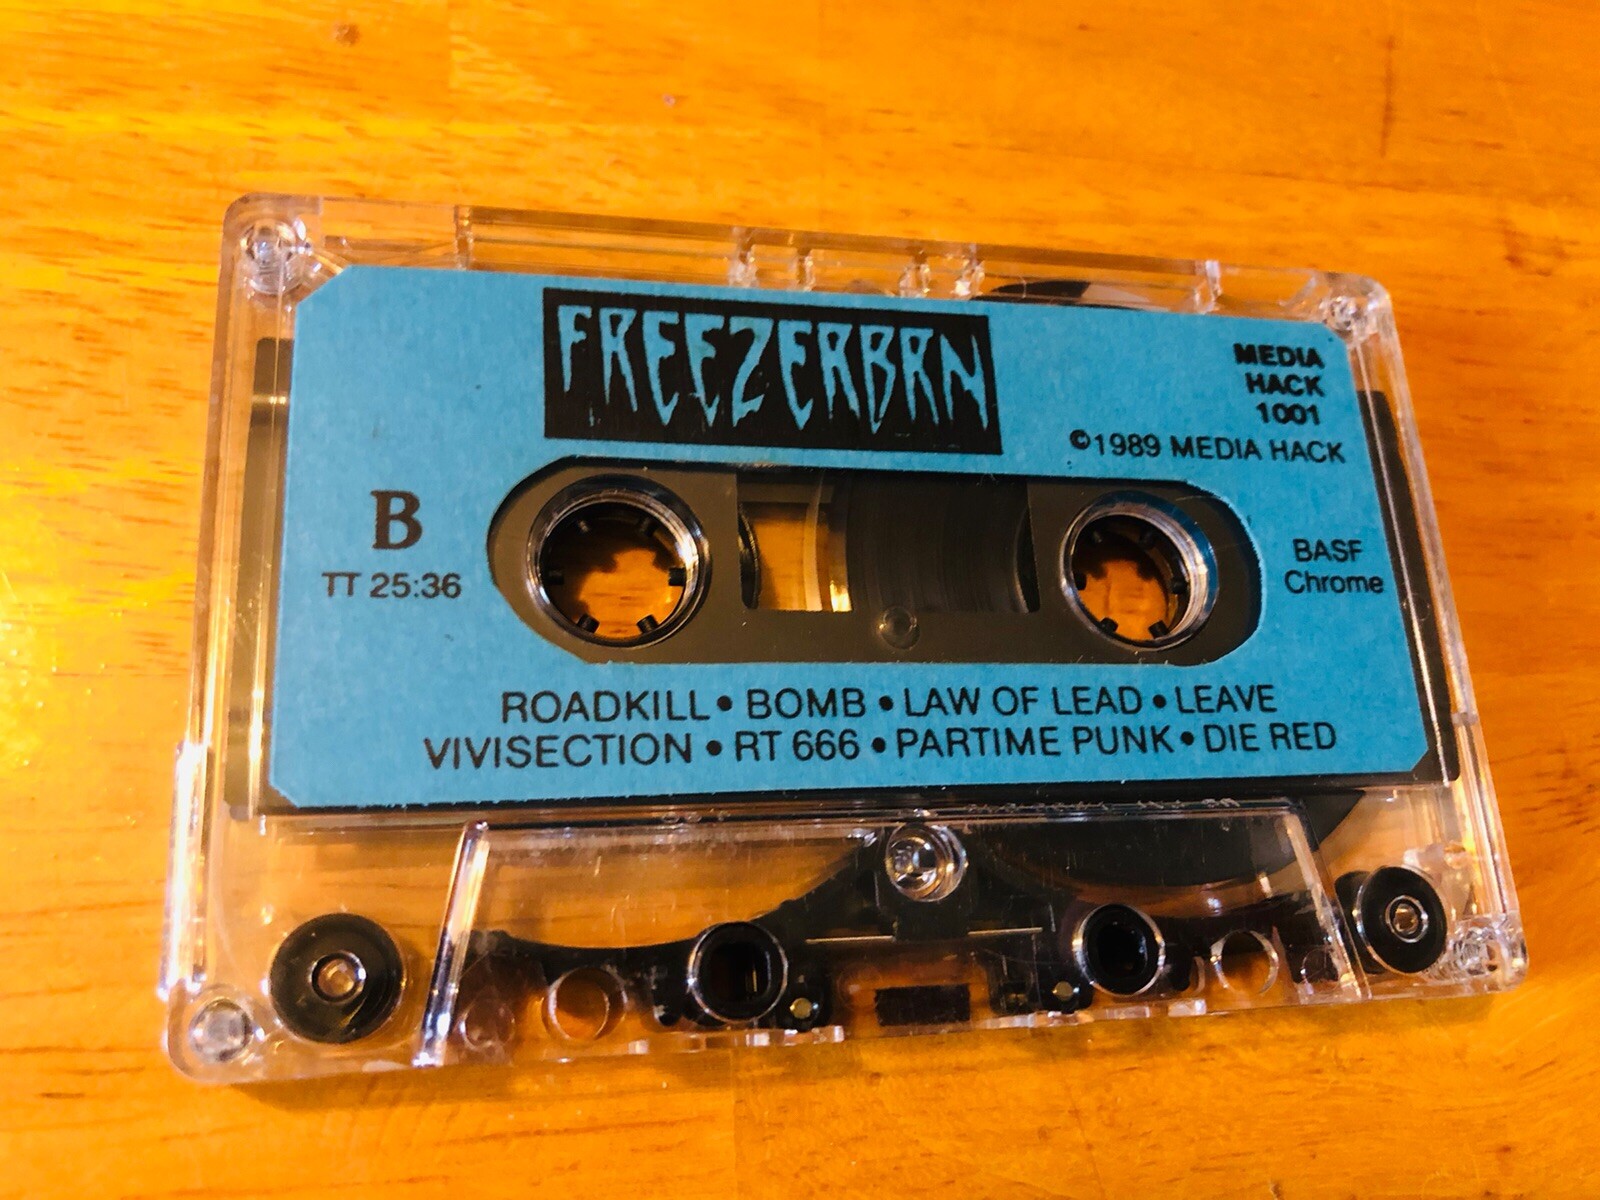 FREEZERBRN
MEDIA
HACK
1001
©1989 MEDIA HACK
B
TT 25:36
BASF
Chrome
ROADKILL • BOMB • LAW OF LEAD • LEAVE
VIVISECTION • RT 666 • PARTIME PUNK • DIE RED